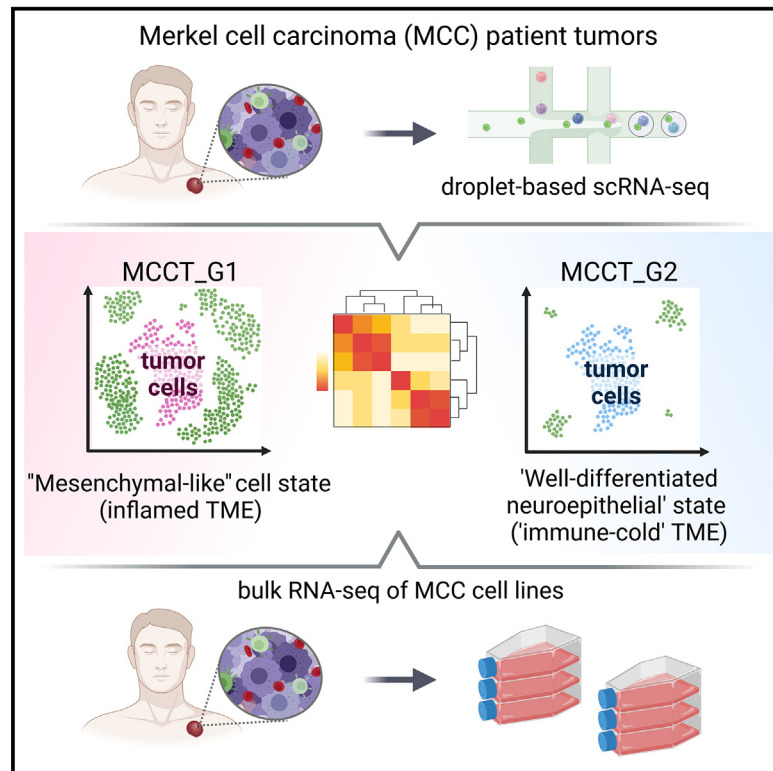 Merkel cell carcinoma (MCC) patient tumors
droplet-based scRNA-seq
MCCT_G1
tumor
cells
"Mesenchymal-like" cell state
(inflamed TME)
MCCT_G2
tumor
cells
'Well-differentiated
neuroepithelial' state
('immune-cold' TME)
bulk RNA-seq of MCC cell lines